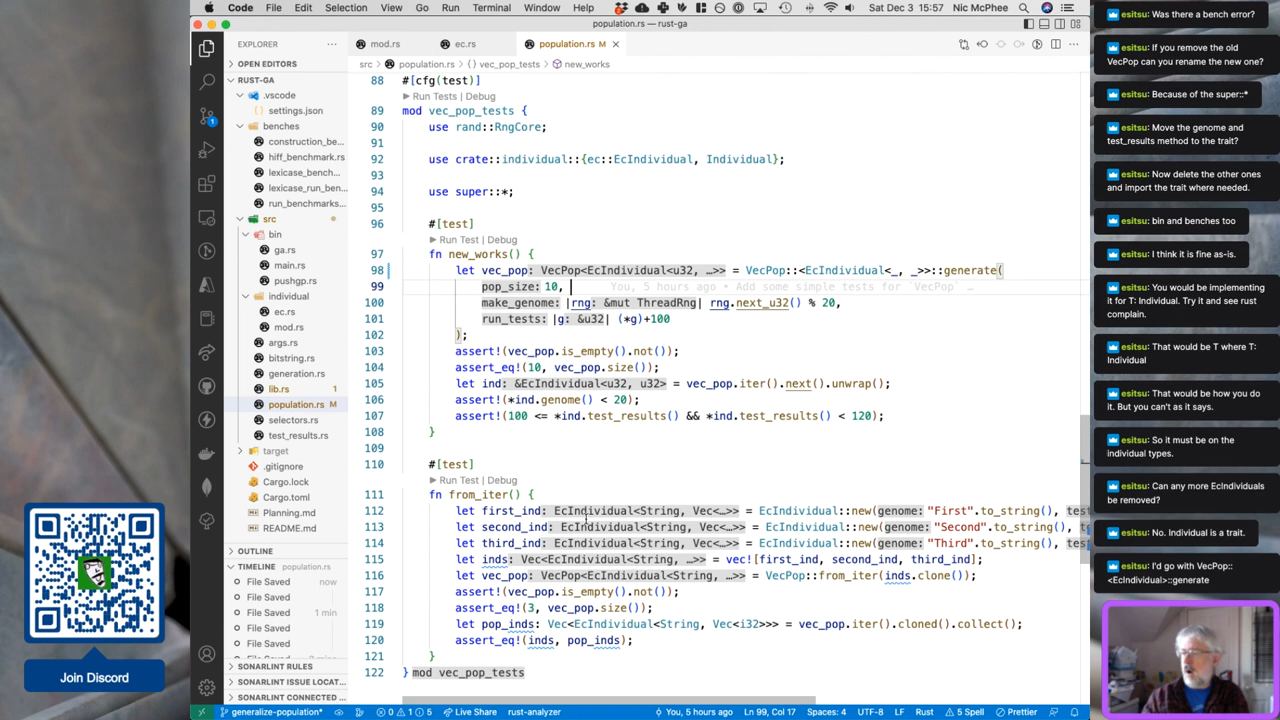 Code File Edit Selection View Go Run Terminal Window Help
Sat Dec 3 15:57 Nic McPhee
population.rs — rust-ga
EXPLORER
OPEN EDITORS
RUST-GA
.vscode
settings.json
benches
construction_be...
hiff_benchmark.rs
lexicase_bench...
lexicase_run_ben...
run_benchmarks...
src
bin
ga.rs
main.rs
pushgp.rs
individual
ec.rs
mod.rs
args.rs
bitstring.rs
generation.rs
lib.rs 1
population.rs M
selectors.rs
test_results.rs
target
.gitignore
Cargo.lock
Cargo.toml
Planning.md
README.md
OUTLINE
TIMELINE population.rs
File Saved now
File Saved
File Saved 1 min
File Saved
File Saved
SONARLINT RULES
SONARLINT ISSUE LOCAT...
SONARLINT CONNECTED ...
mod.rs
ec.rs
population.rs M
src > population.rs > {} vec_pop_tests > new_works
88 #[cfg(test)]
Run Tests | Debug
89 mod vec_pop_tests {
90 use rand::RngCore;
91
92 use crate::individual::{ec::EcIndividual, Individual};
93
94 use super::*;
95
96 #[test]
Run Test | Debug
97 fn new_works() {
98 let vec_pop: VecPop<EcIndividual<u32, …>> = VecPop::<EcIndividual<_, _>>::generate(
99 pop_size: 10, You, 5 hours ago • Add some simple tests for `VecPop` …
100 make_genome: |rng: &mut ThreadRng| rng.next_u32() % 20,
101 run_tests: |g: &u32| (*g)+100
102 );
103 assert!(vec_pop.is_empty().not());
104 assert_eq!(10, vec_pop.size());
105 let ind: &EcIndividual<u32, u32> = vec_pop.iter().next().unwrap();
106 assert!(*ind.genome() < 20);
107 assert!(100 <= *ind.test_results() && *ind.test_results() < 120);
108 }
109
110 #[test]
Run Test | Debug
111 fn from_iter() {
112 let first_ind: EcIndividual<String, Vec<…>> = EcIndividual::new(genome: "First".to_string(), te
113 let second_ind: EcIndividual<String, Vec<…>> = EcIndividual::new(genome: "Second".to_string(), t
114 let third_ind: EcIndividual<String, Vec<…>> = EcIndividual::new(genome: "Third".to_string(), te
115 let inds: Vec<EcIndividual<String, …>> = vec![first_ind, second_ind, third_ind];
116 let vec_pop: VecPop<EcIndividual<String, …>> = VecPop::from_iter(inds.clone());
117 assert!(vec_pop.is_empty().not());
118 assert_eq!(3, vec_pop.size());
119 let pop_inds: Vec<EcIndividual<String, Vec<i32>>> = vec_pop.iter().cloned().collect();
120 assert_eq!(inds, pop_inds);
121 }
122 } mod vec_pop_tests
generalize-population* 0 1 5 Live Share rust-analyzer You, 5 hours ago Ln 99, Col 17 Spaces: 4 UTF-8 LF Rust 5 Spell Prettier
Join Discord
esitsu: Was there a bench error?
esitsu: If you remove the old
VecPop can you rename the new one?
esitsu: Because of the super::*
esitsu: Move the genome and
test_results method to the trait?
esitsu: Now delete the other ones
and import the trait where needed.
esitsu: bin and benches too
esitsu: I think it is fine as-is.
esitsu: You would be implementing
it for T: Individual. Try it and see rust
complain.
esitsu: That would be T where T:
Individual
esitsu: That would be how you do
it. But you can't as it says.
esitsu: So it must be on the
individual types.
esitsu: Can any more EcIndividuals
be removed?
esitsu: No. Individual is a trait.
esitsu: I'd go with VecPop::
<EcIndividual>::generate